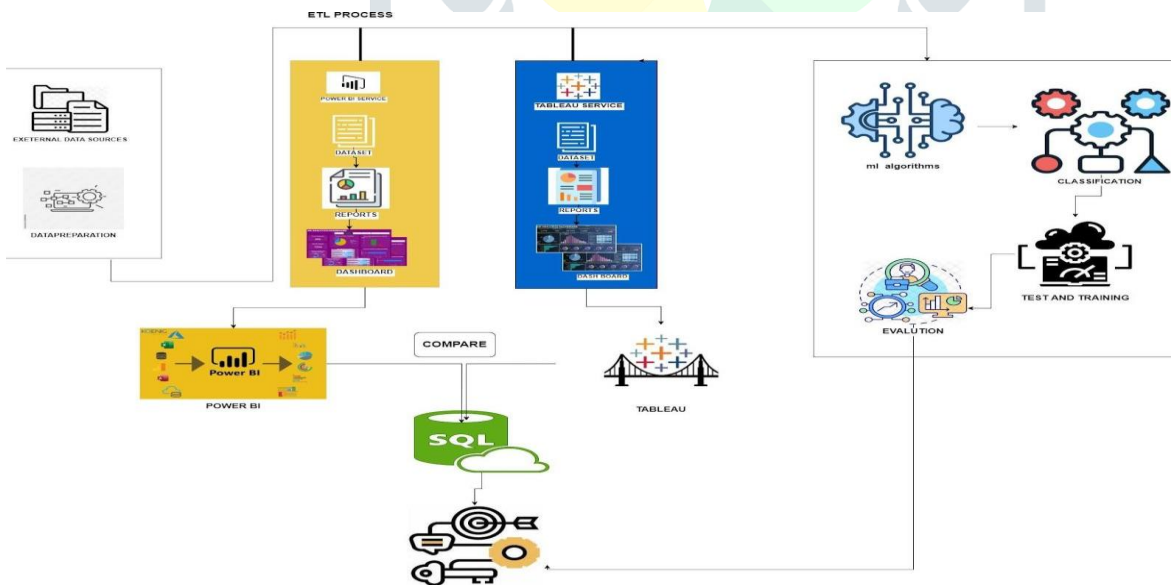 ETL PROCESS
EXETERNAL DATA SOURCES
DATAPREPARATION
POWER BI SERVICE
DATASET
REPORTS
DASHBOARD
TABLEAU SERVICE
DATASET
REPORTS
DASH BOARD
ml algorithms
CLASSIFICATION
TEST AND TRAINING
EVALUTION
Power BI
POWER BI
COMPARE
TABLEAU
SQL